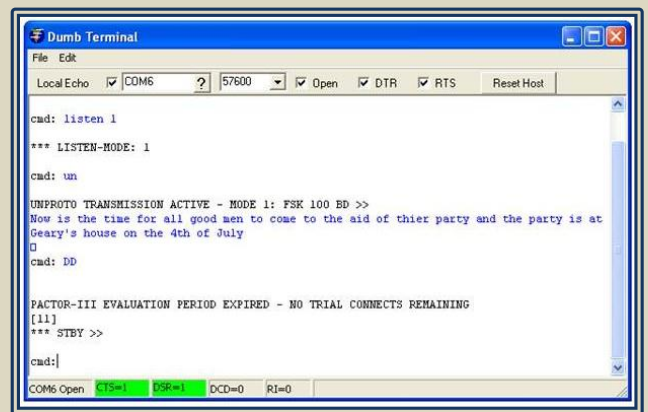 Dumb Terminal
File Edit
Local Echo COM6 ? 57600 Open DTR RTS Reset Host
cmd: listen 1
*** LISTEN-MODE: 1
cmd: un
UNPROTO TRANSMISSION ACTIVE - MODE 1: FSK 100 BD >>
Now is the time for all good men to come to the aid of thier party and the party is at
Geary's house on the 4th of July
cmd: DD
PACTOR-III EVALUATION PERIOD EXPIRED - NO TRIAL CONNECTS REMAINING
[11]
*** STBY >>
cmd:
COM6 Open CTS=1 DSR=1 DCD=0 RI=0